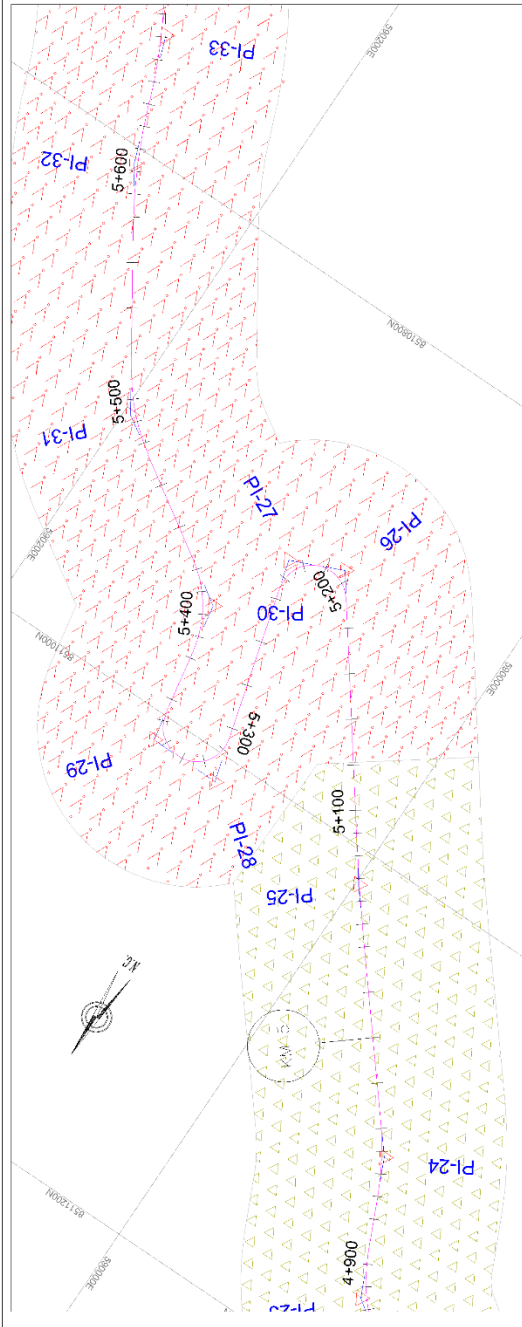 590200E
PI-33
PI-32
5+600
8510800N
5+500
PI-31
PI-27
PI-26
590200E
5+200
PI-30
5+400
8511000N
590000E
5+300
PI-29
5+100
PI-28
PI-25
N.C.
KM 5
PI-24
8511200N
4+900
590000E